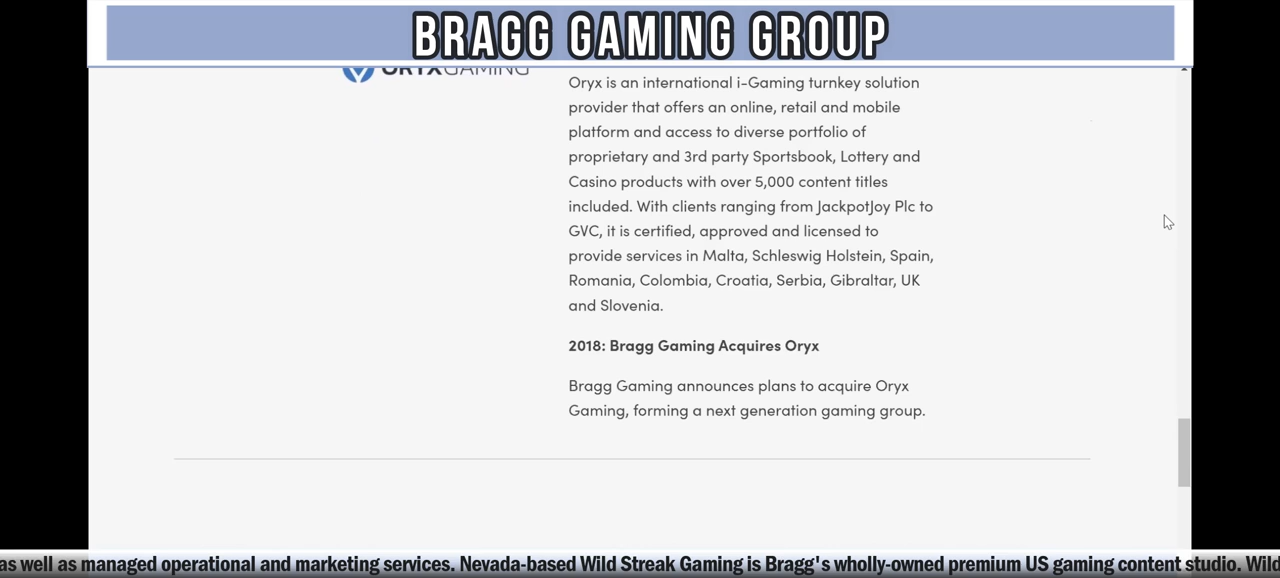 BRAGG GAMING GROUP
ORYXGAMING
Oryx is an international i-Gaming turnkey solution
provider that offers an online, retail and mobile
platform and access to diverse portfolio of
proprietary and 3rd party Sportsbook, Lottery and
Casino products with over 5,000 content titles
included. With clients ranging from JackpotJoy Plc to
GVC, it is certified, approved and licensed to
provide services in Malta, Schleswig Holstein, Spain,
Romania, Colombia, Croatia, Serbia, Gibraltar, UK
and Slovenia.
2018: Bragg Gaming Acquires Oryx
Bragg Gaming announces plans to acquire Oryx
Gaming, forming a next generation gaming group.
as well as managed operational and marketing services. Nevada-based Wild Streak Gaming is Bragg's wholly-owned premium US gaming content studio. Wild